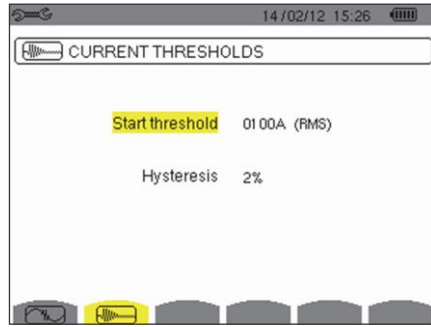 14/02/12 15:26
CURRENT THRESHOLDS
Start threshold 0100A (RMS)
Hysteresis 2%